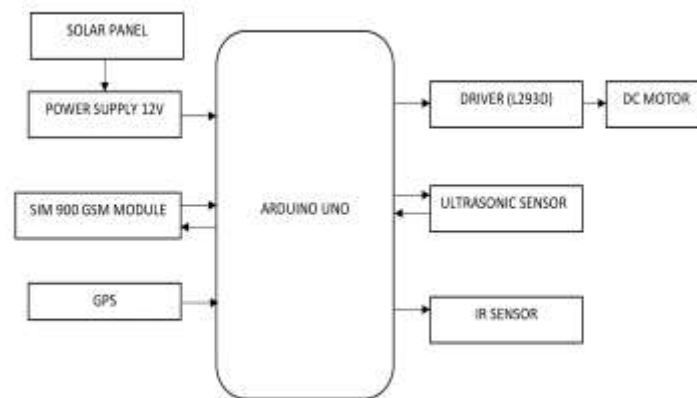 SOLAR PANEL
POWER SUPPLY 12V
SIM 900 GSM MODULE
GPS
ARDUINO UNO
DRIVER (L293D)
DC MOTOR
ULTRASONIC SENSOR
IR SENSOR